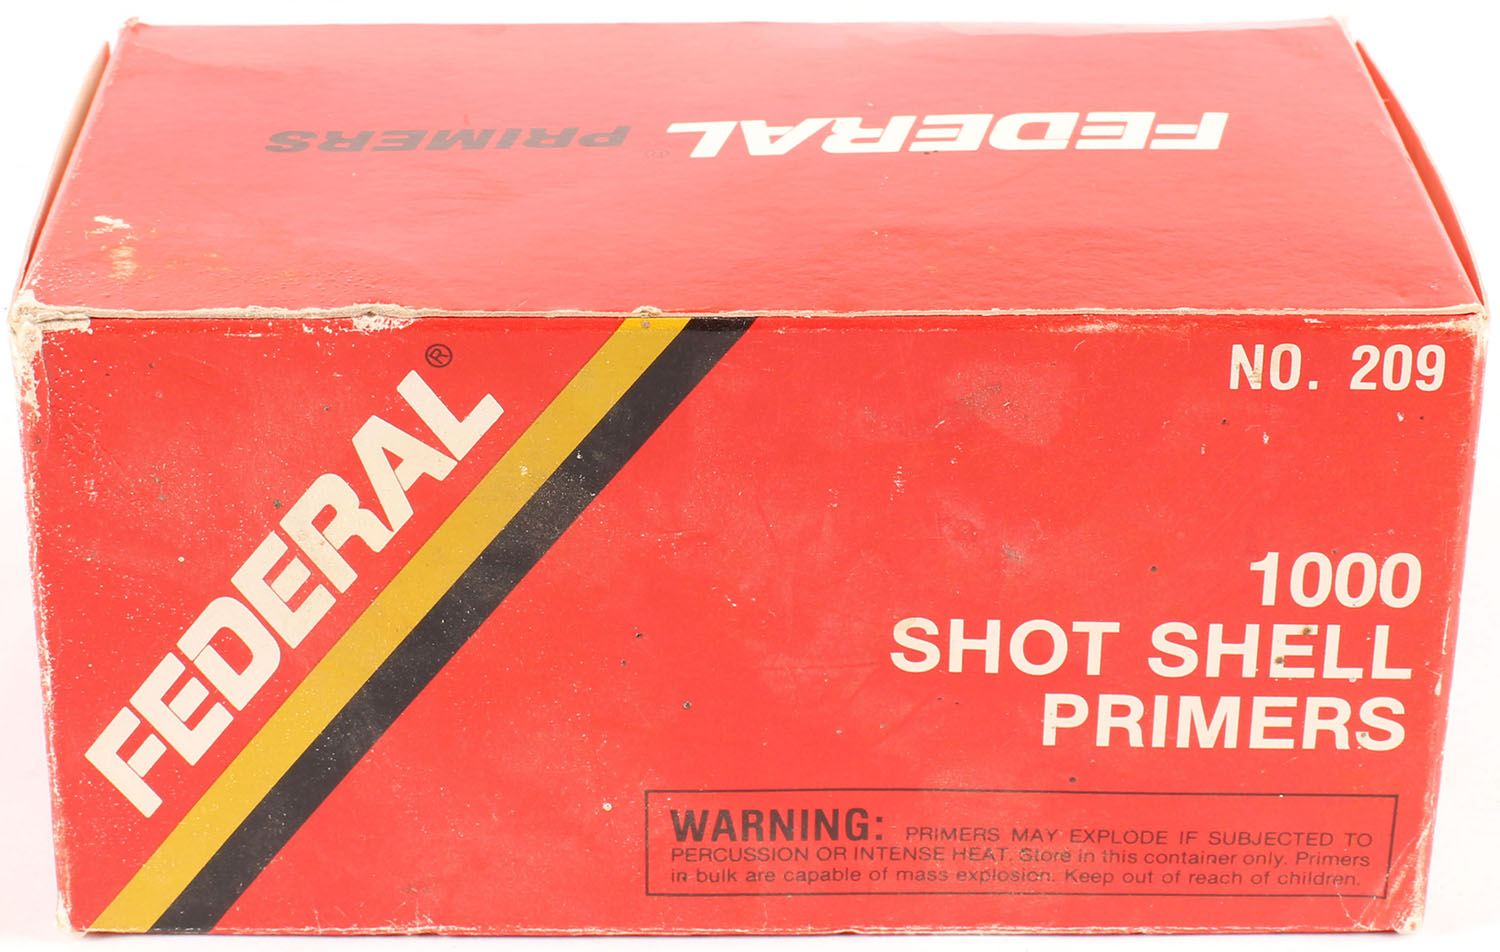 FEDERAL® PRIMERS
FEDERAL®
NO. 209
1000
SHOT SHELL
PRIMERS
WARNING: PRIMERS MAY EXPLODE IF SUBJECTED TO
PERCUSSION OR INTENSE HEAT. Store in this container only. Primers
in bulk are capable of mass explosion. Keep out of reach of children.